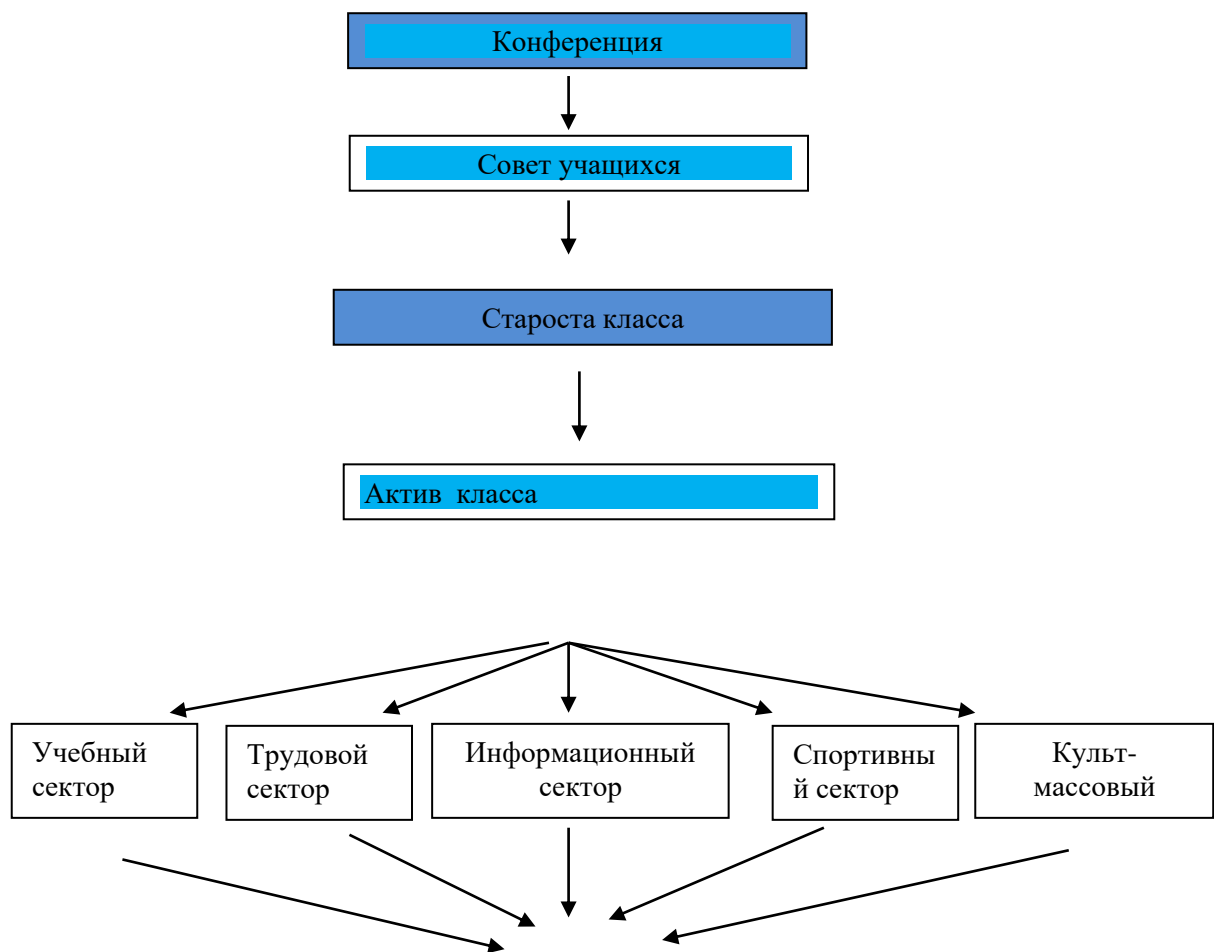 Конференция
Совет учащихся
Староста класса
Актив класса
Учебный
сектор
Трудовой
сектор
Информационный
сектор
Спортивны
й сектор
Культ-
массовый